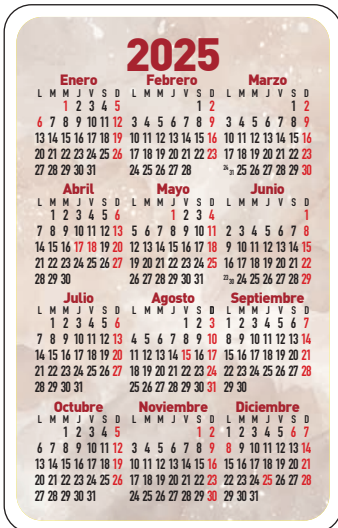 2025
Enero
L M M J V S D
1 2 3 4 5
6 7 8 9 10 11 12
13 14 15 16 17 18 19
20 21 22 23 24 25 26
27 28 29 30 31
Febrero
L M M J V S D
1 2
3 4 5 6 7 8 9
10 11 12 13 14 15 16
17 18 19 20 21 22 23
24 25 26 27 28
Marzo
L M M J V S D
1 2
3 4 5 6 7 8 9
10 11 12 13 14 15 16
17 18 19 20 21 22 23
24 31 25 26 27 28 29 30
Abril
L M M J V S D
1 2 3 4 5 6
7 8 9 10 11 12 13
14 15 16 17 18 19 20
21 22 23 24 25 26 27
28 29 30
Mayo
L M M J V S D
1 2 3 4
5 6 7 8 9 10 11
12 13 14 15 16 17 18
19 20 21 22 23 24 25
26 27 28 29 30 31
Junio
L M M J V S D
1
2 3 4 5 6 7 8
9 10 11 12 13 14 15
16 17 18 19 20 21 22
23 30 24 25 26 27 28 29
Julio
L M M J V S D
1 2 3 4 5 6
7 8 9 10 11 12 13
14 15 16 17 18 19 20
21 22 23 24 25 26 27
28 29 30 31
Agosto
L M M J V S D
1 2 3
4 5 6 7 8 9 10
11 12 13 14 15 16 17
18 19 20 21 22 23 24
25 26 27 28 29 30 31
Septiembre
L M M J V S D
1 2 3 4 5 6 7
8 9 10 11 12 13 14
15 16 17 18 19 20 21
22 23 24 25 26 27 28
29 30
Octubre
L M M J V S D
1 2 3 4 5
6 7 8 9 10 11 12
13 14 15 16 17 18 19
20 21 22 23 24 25 26
27 28 29 30 31
Noviembre
L M M J V S D
1 2
3 4 5 6 7 8 9
10 11 12 13 14 15 16
17 18 19 20 21 22 23
24 25 26 27 28 29 30
Diciembre
L M M J V S D
1 2 3 4 5 6 7
8 9 10 11 12 13 14
15 16 17 18 19 20 21
22 23 24 25 26 27 28
29 30 31